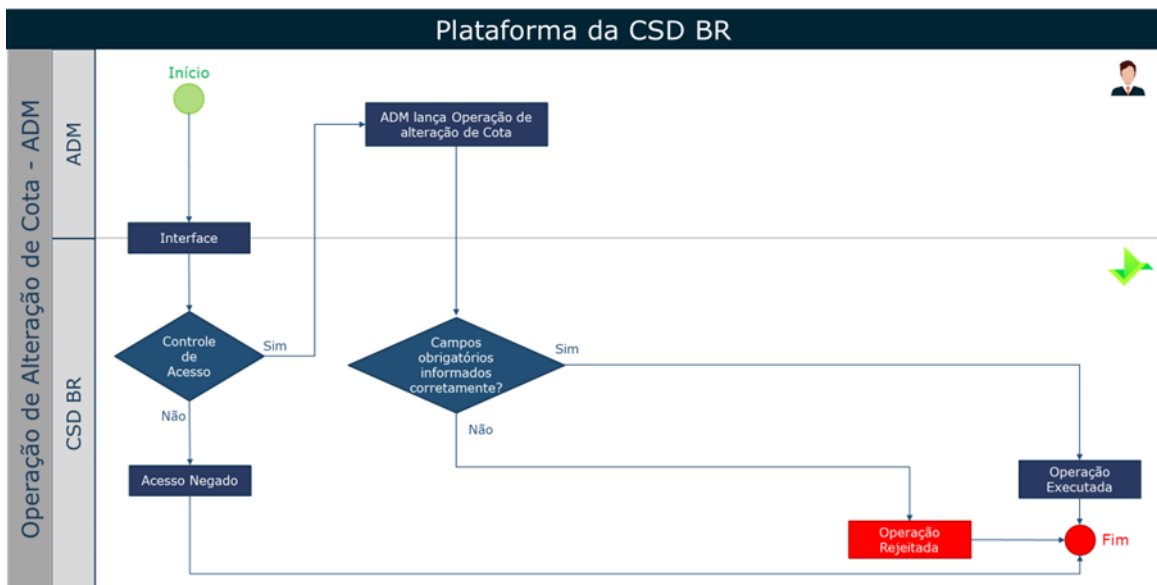 Plataforma da CSD BR
Operação de Alteração de Cota - ADM
ADM
Início
ADM lança Operação de
alteração de Cota
Interface
CSD BR
Controle
de
Acesso
Sim
Não
Campos
obrigatórios
informados
corretamente?
Sim
Não
Acesso Negado
Operação
Executada
Operação
Rejeitada
Fim